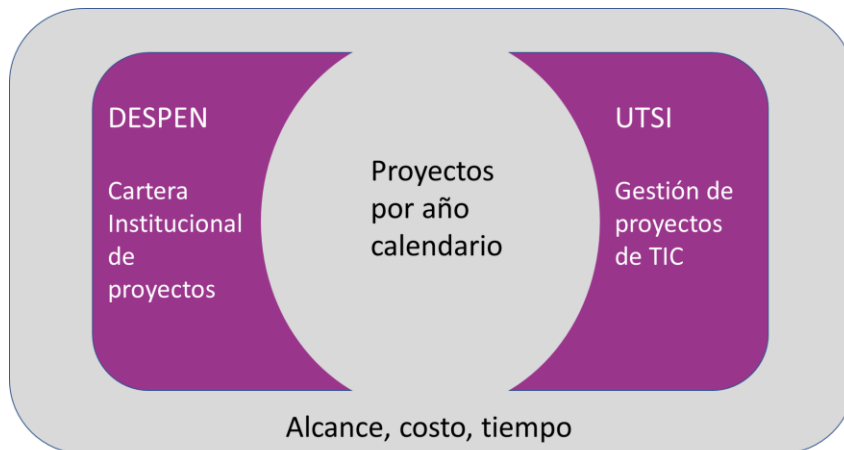 DESPEN
Cartera
Institucional
de
proyectos
Proyectos
por año
calendario
UTSI
Gestión de
proyectos
de TIC
Alcance, costo, tiempo